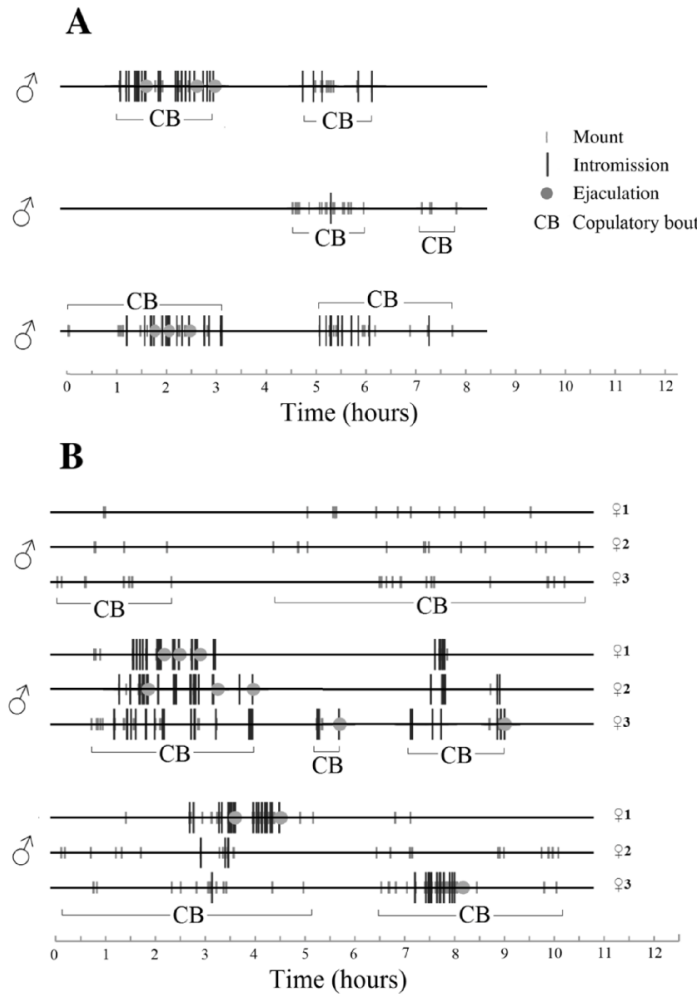 A
♂
CB
CB
Mount
Intromission
Ejaculation
CB Copulatory bout
♂
CB
CB
CB
CB
♂
0 1 2 3 4 5 6 7 8 9 10 11 12
Time (hours)
B
♀1
♂
♀2
♀3
CB
CB
♀1
♂
♀2
♀3
CB
CB
CB
♀1
♂
♀2
♀3
CB
CB
0 1 2 3 4 5 6 7 8 9 10 11 12
Time (hours)